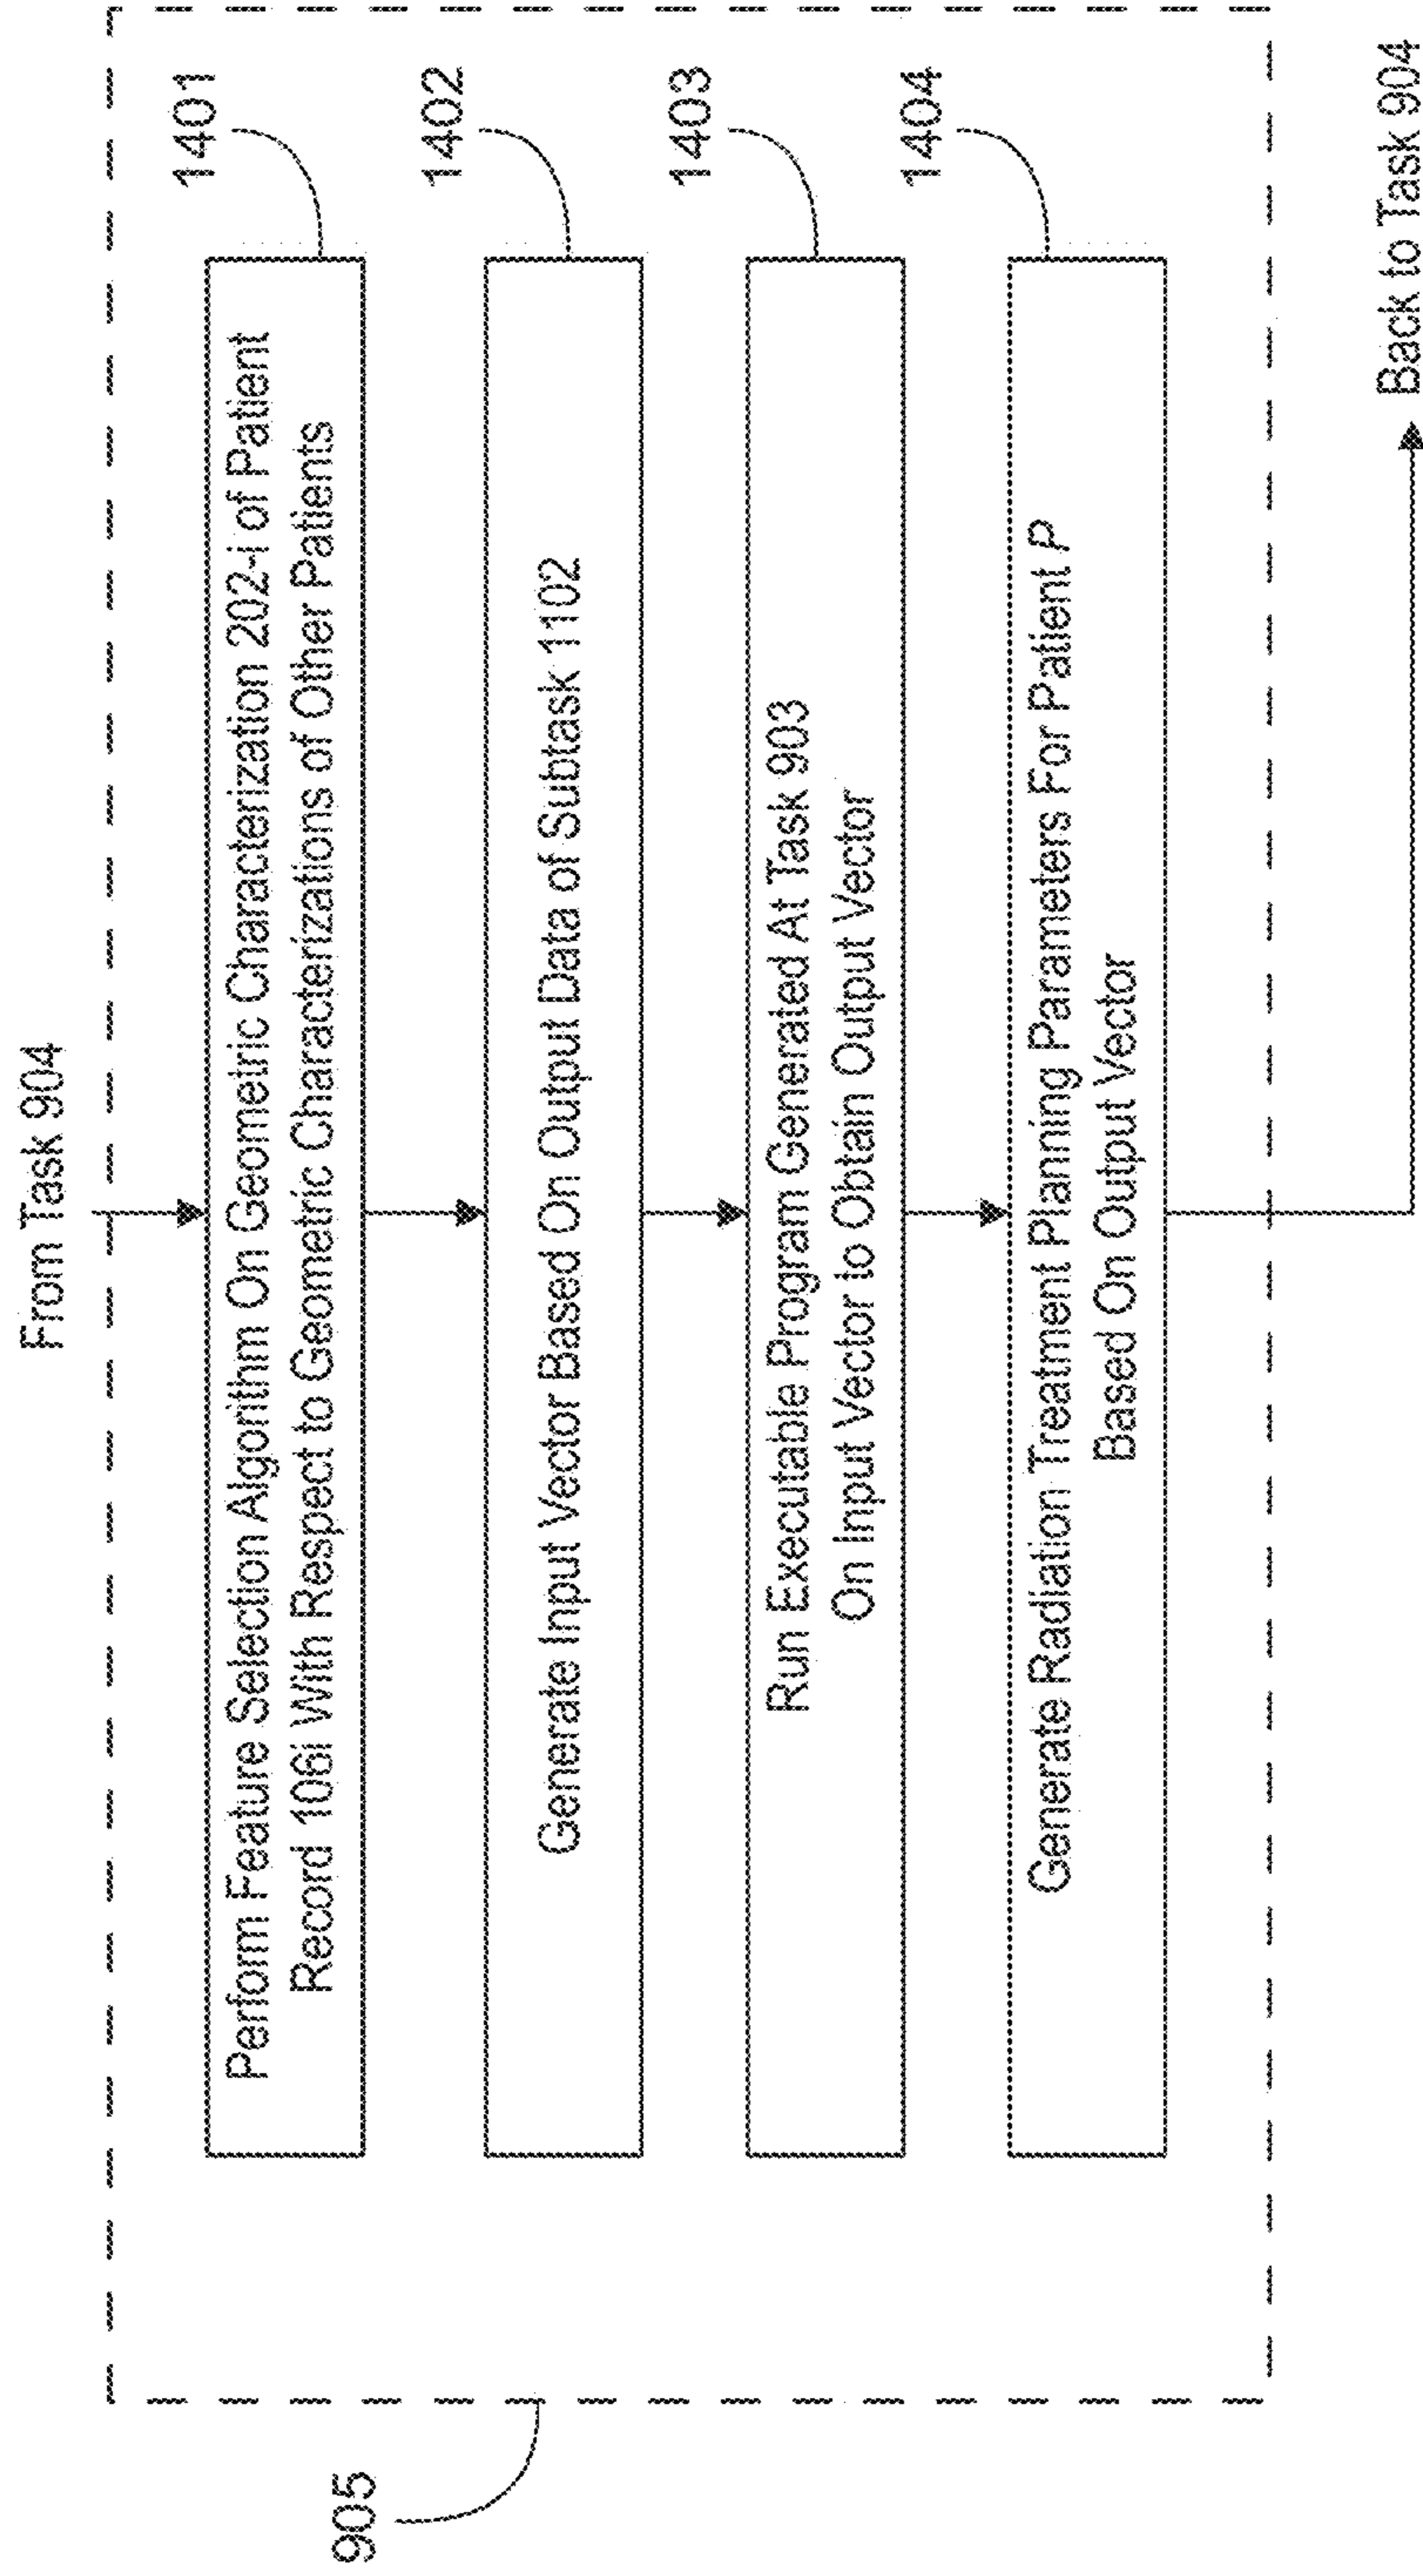 From Task 904
905
1401
Perform Feature Selection Algorithm On Geometric Characterization 202-i of Patient
Record 106i With Respect to Geometric Characterizations of Other Patients
1402
Generate Input Vector Based On Output Data of Subtask 1102
1403
Run Executable Program Generated At Task 903
On Input Vector to Obtain Output Vector
1404
Generate Radiation Treatment Planning Parameters For Patient P
Based On Output Vector
Back to Task 904